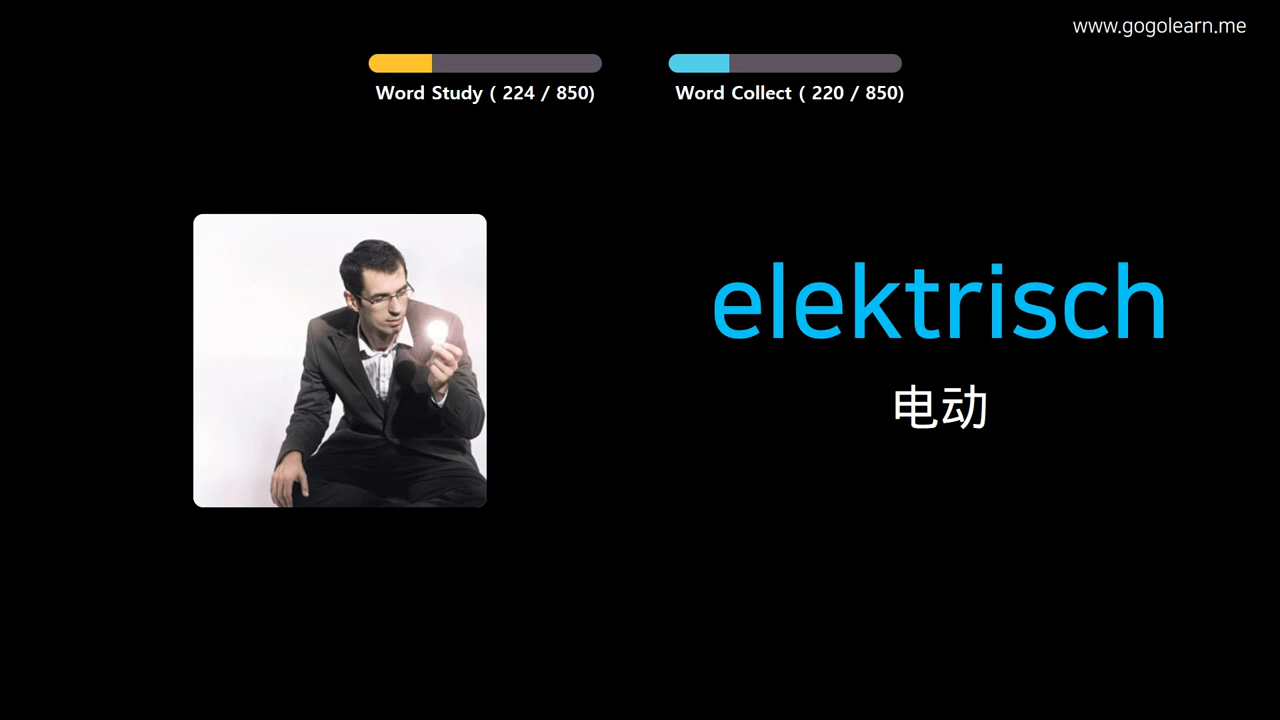 www.gogolearn.me
Word Study ( 224 / 850)
Word Collect ( 220 / 850)
elektrisch
电动